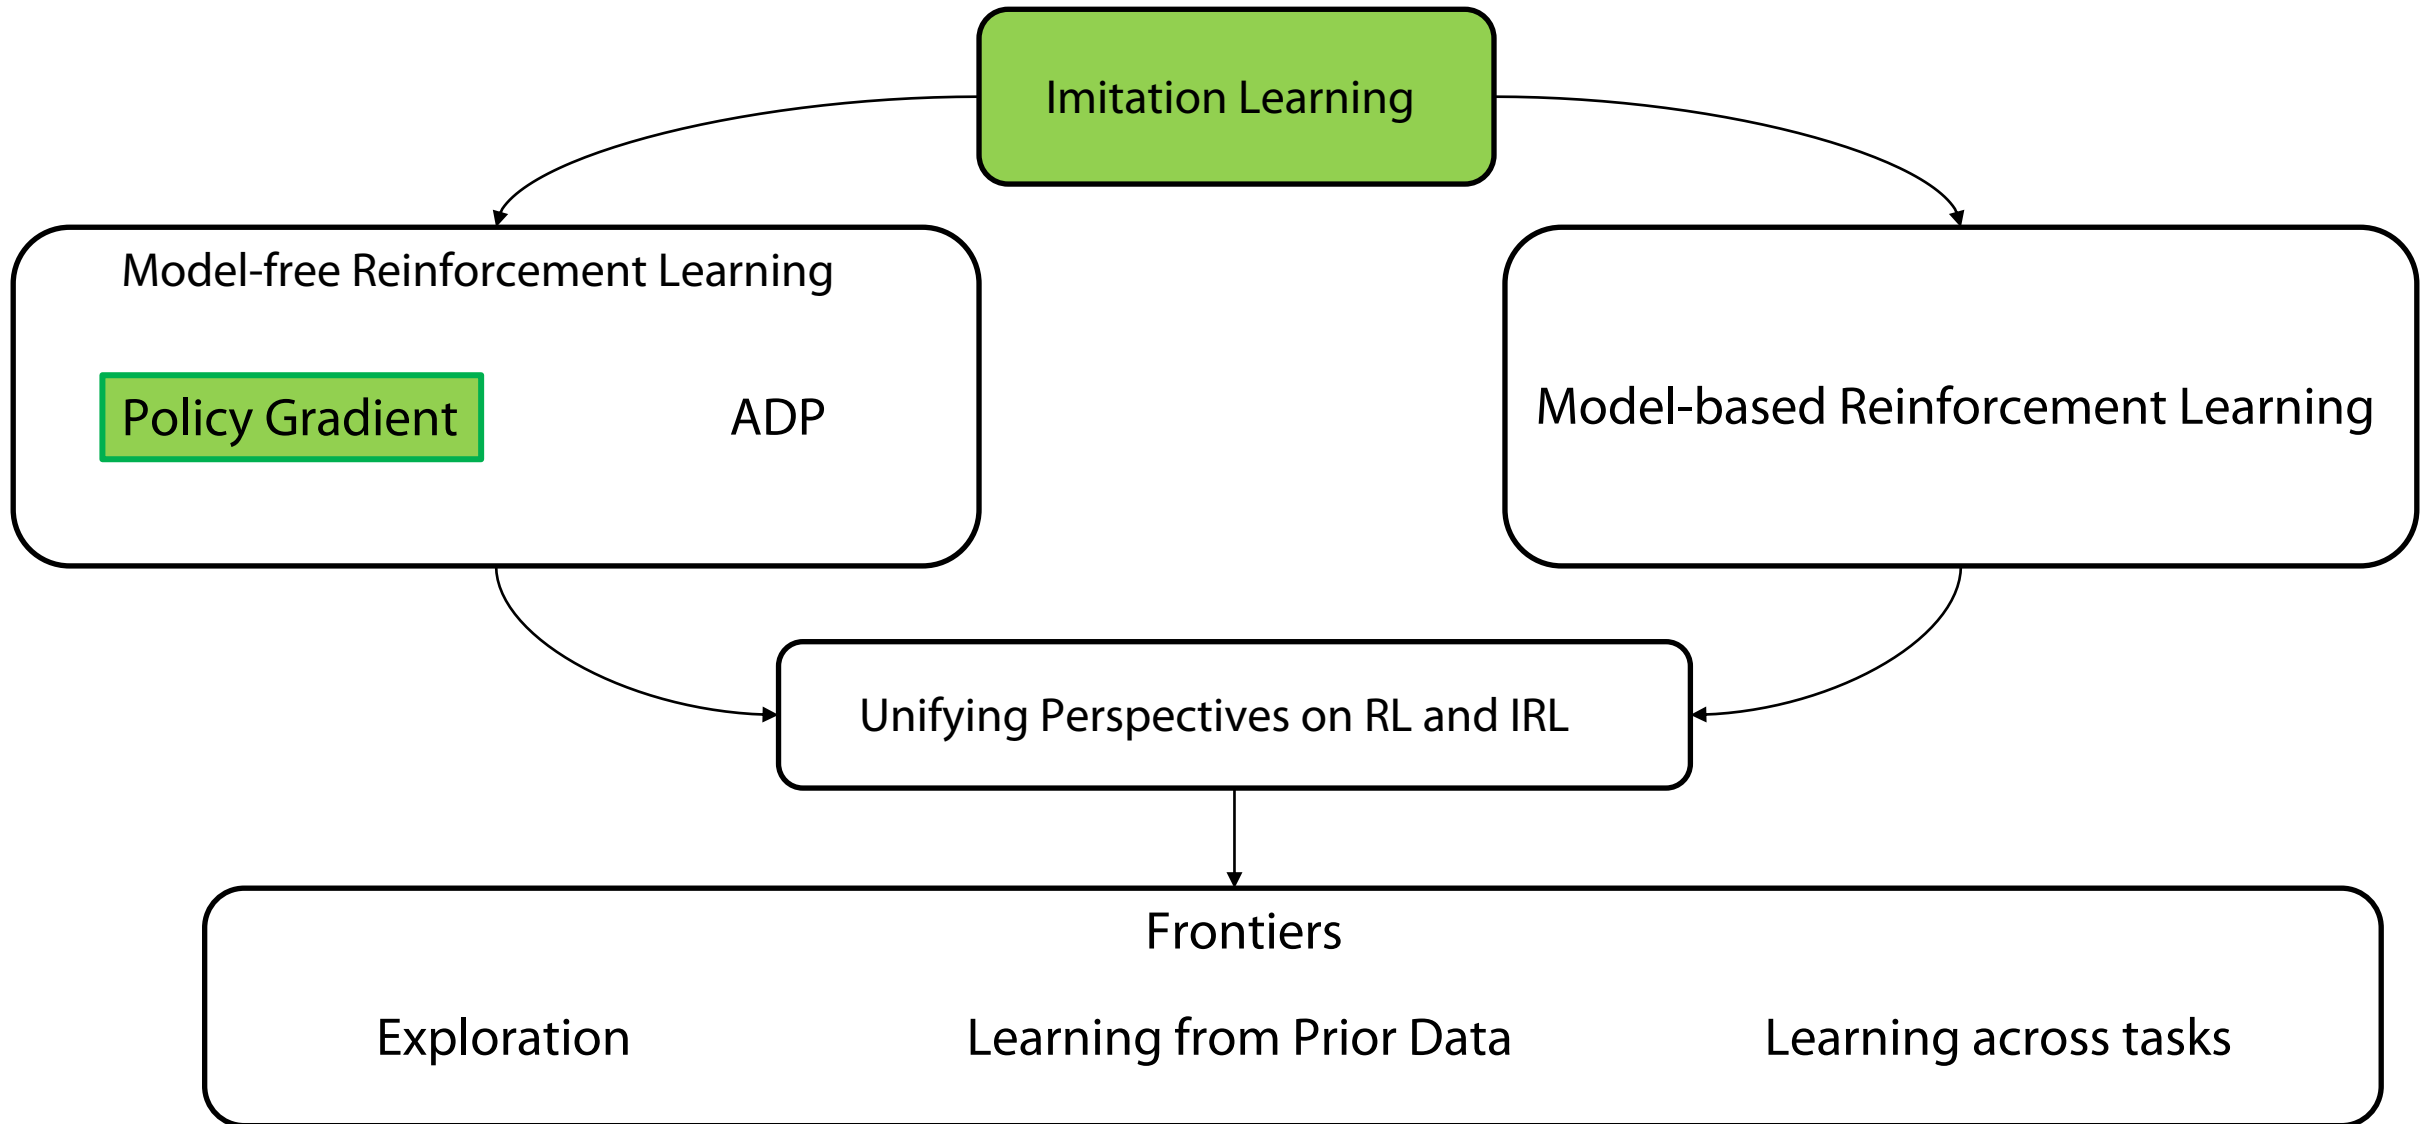 Imitation Learning
Model-free Reinforcement Learning
Policy Gradient
ADP
Model-based Reinforcement Learning
Unifying Perspectives on RL and IRL
Frontiers
Exploration
Learning from Prior Data
Learning across tasks